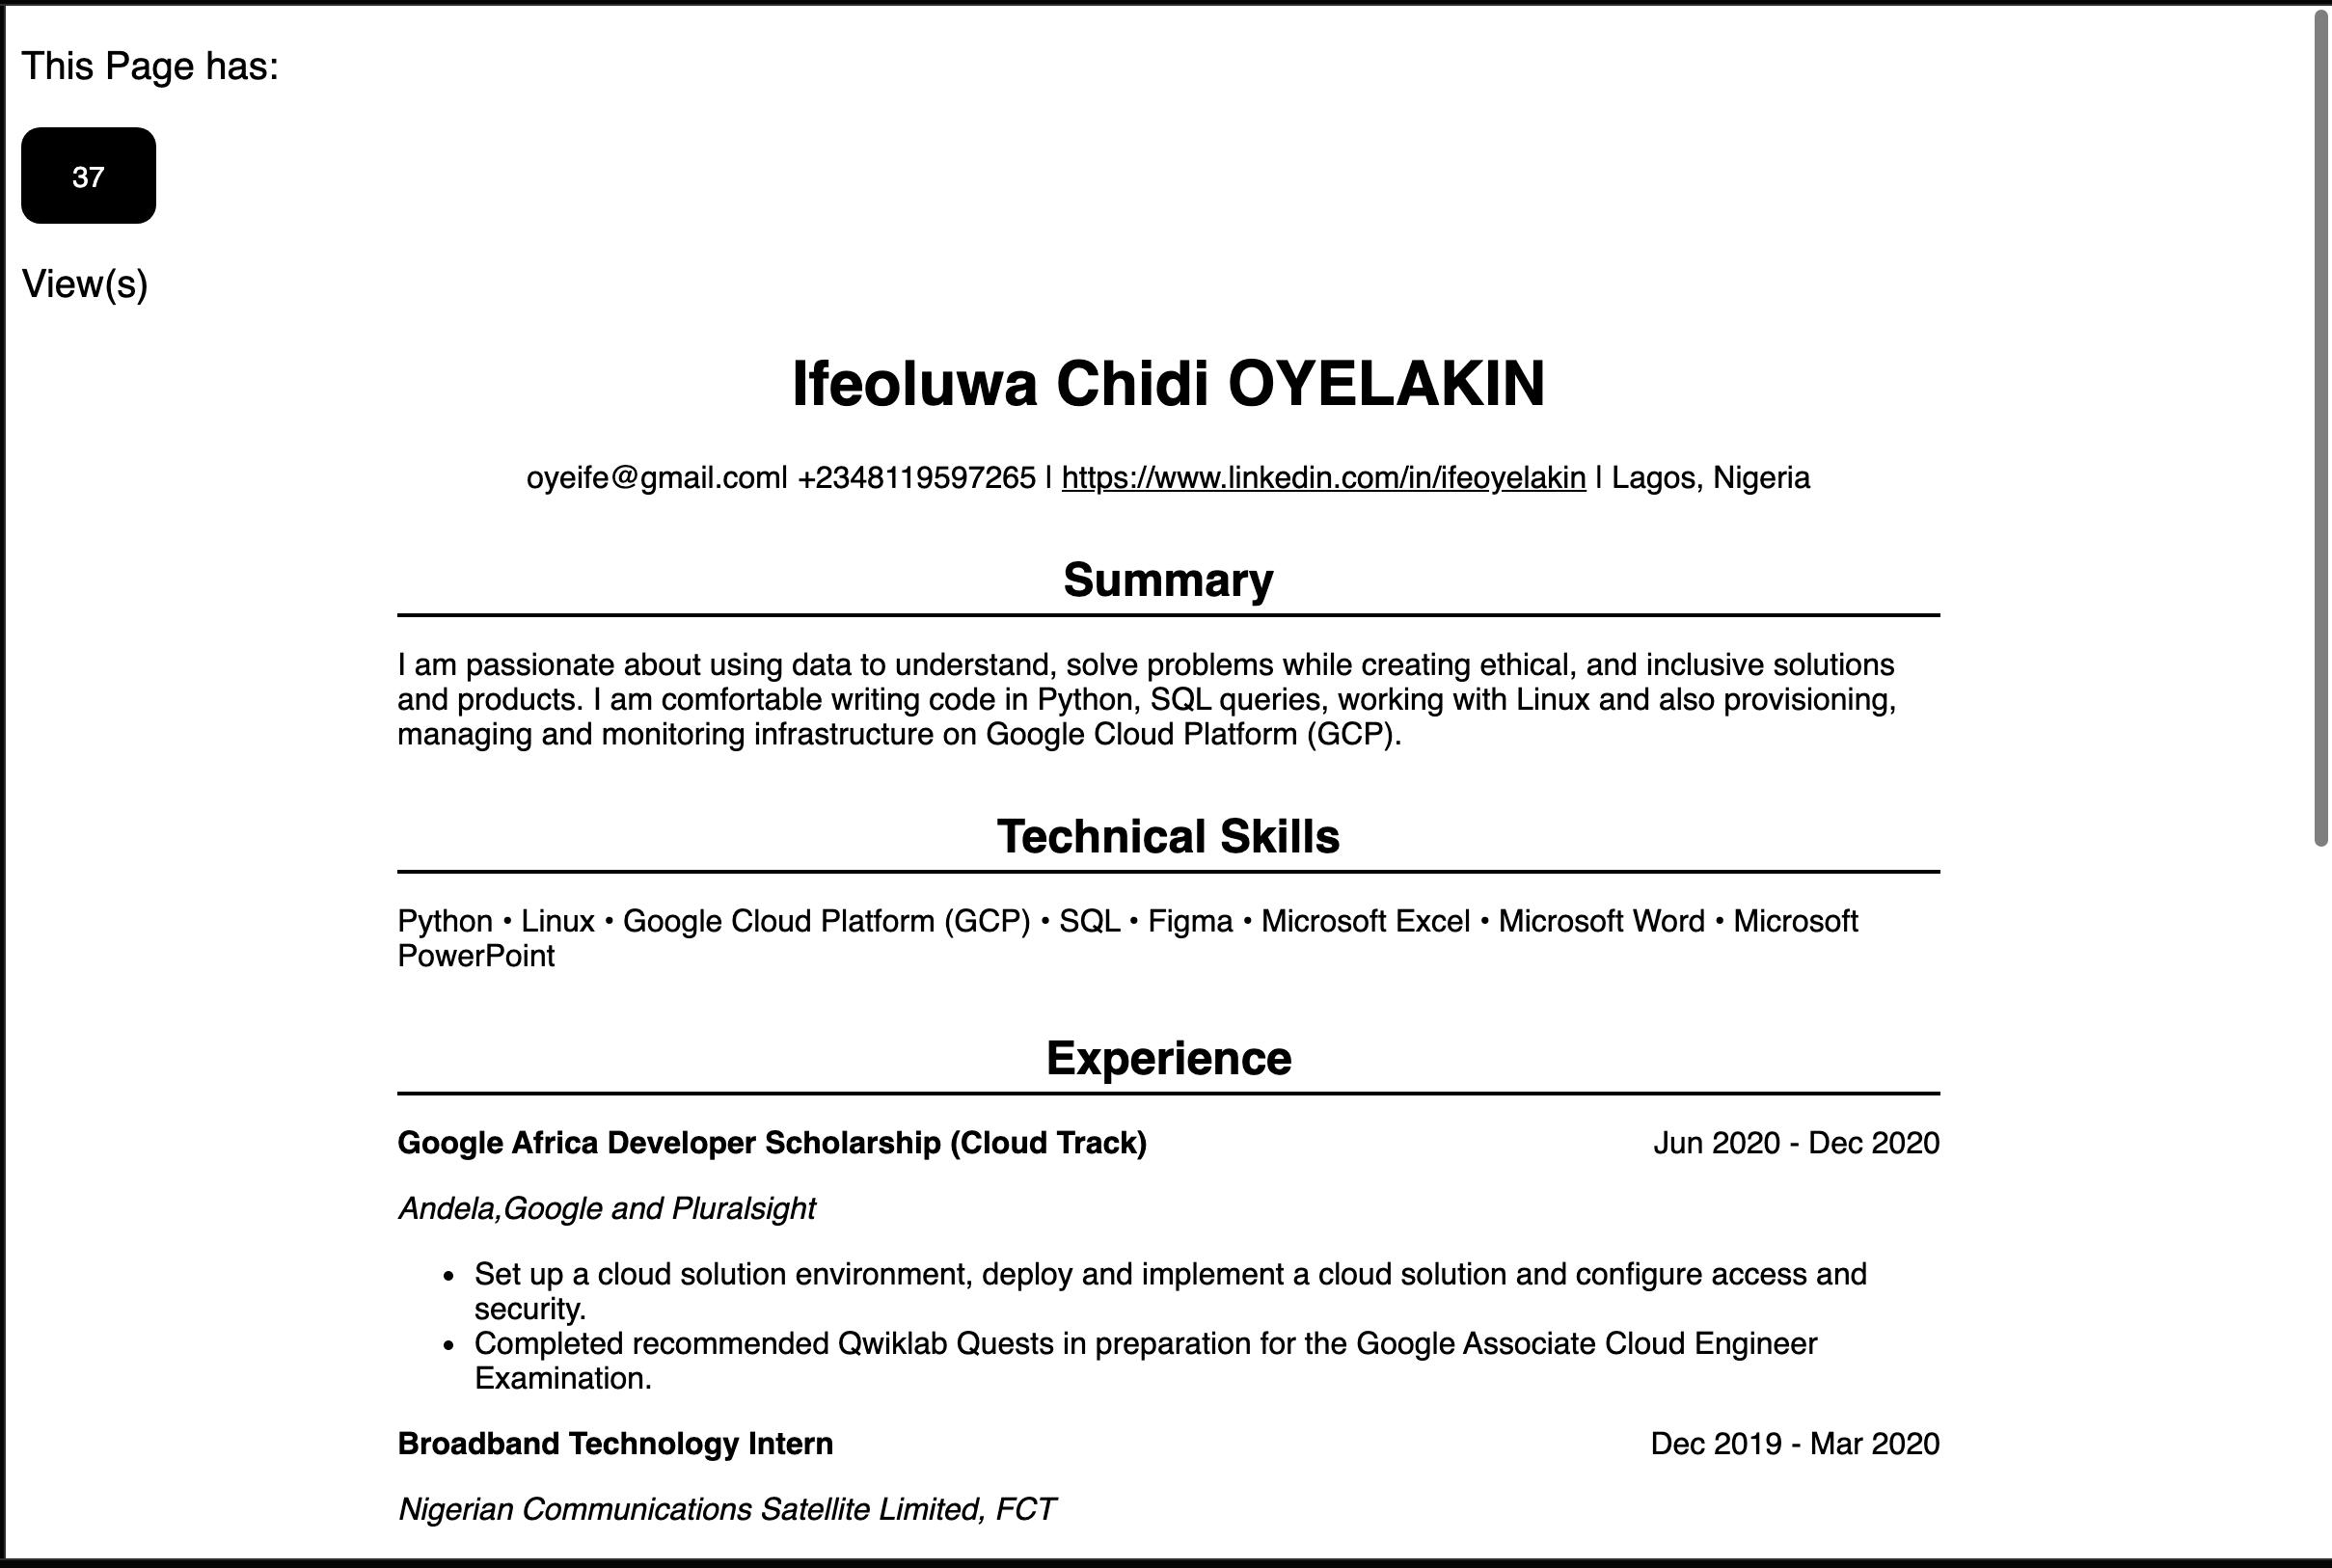 This Page has:
37
View(s)
Ifeoluwa Chidi OYELAKIN
oyeife@gmail.com| +2348119597265 | https://www.linkedin.com/in/ifeoyelakin | Lagos, Nigeria
Summary
I am passionate about using data to understand, solve problems while creating ethical, and inclusive solutions
and products. I am comfortable writing code in Python, SQL queries, working with Linux and also provisioning,
managing and monitoring infrastructure on Google Cloud Platform (GCP).
Technical Skills
Python • Linux • Google Cloud Platform (GCP) • SQL • Figma • Microsoft Excel • Microsoft Word • Microsoft
PowerPoint
Experience
Google Africa Developer Scholarship (Cloud Track) Jun 2020 - Dec 2020
Andela,Google and Pluralsight
• Set up a cloud solution environment, deploy and implement a cloud solution and configure access and
security.
• Completed recommended Qwiklab Quests in preparation for the Google Associate Cloud Engineer
Examination.
Broadband Technology Intern Dec 2019 - Mar 2020
Nigerian Communications Satellite Limited, FCT